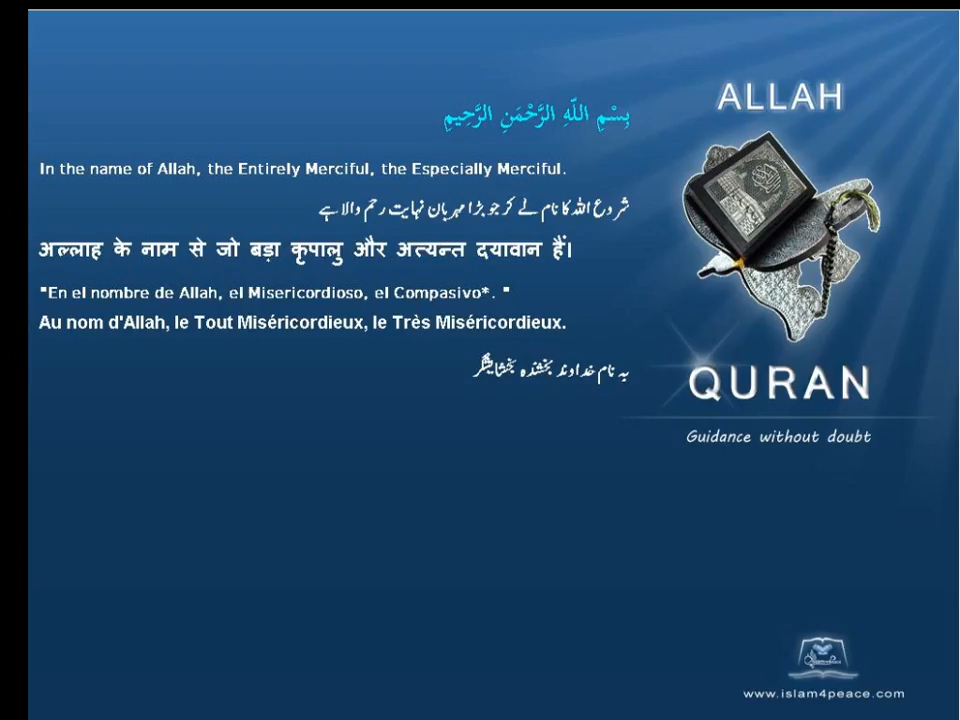 بِسْمِ اللَّهِ الرَّحْمَنِ الرَّحِيمِ
In the name of Allah, the Entirely Merciful, the Especially Merciful.
شروع الله کا نام لے کر جو بڑا مہربان نہایت رحم والا ہے
अल्लाह के नाम से जो बड़ा कृपालु और अत्यन्त दयावान हैं।
"En el nombre de Allah, el Misericordioso, el Compasivo*. "
Au nom d'Allah, le Tout Miséricordieux, le Très Miséricordieux.
به نام خداوند بخشنده بخشایشگر
ALLAH
QURAN
Guidance without doubt
www.islam4peace.com